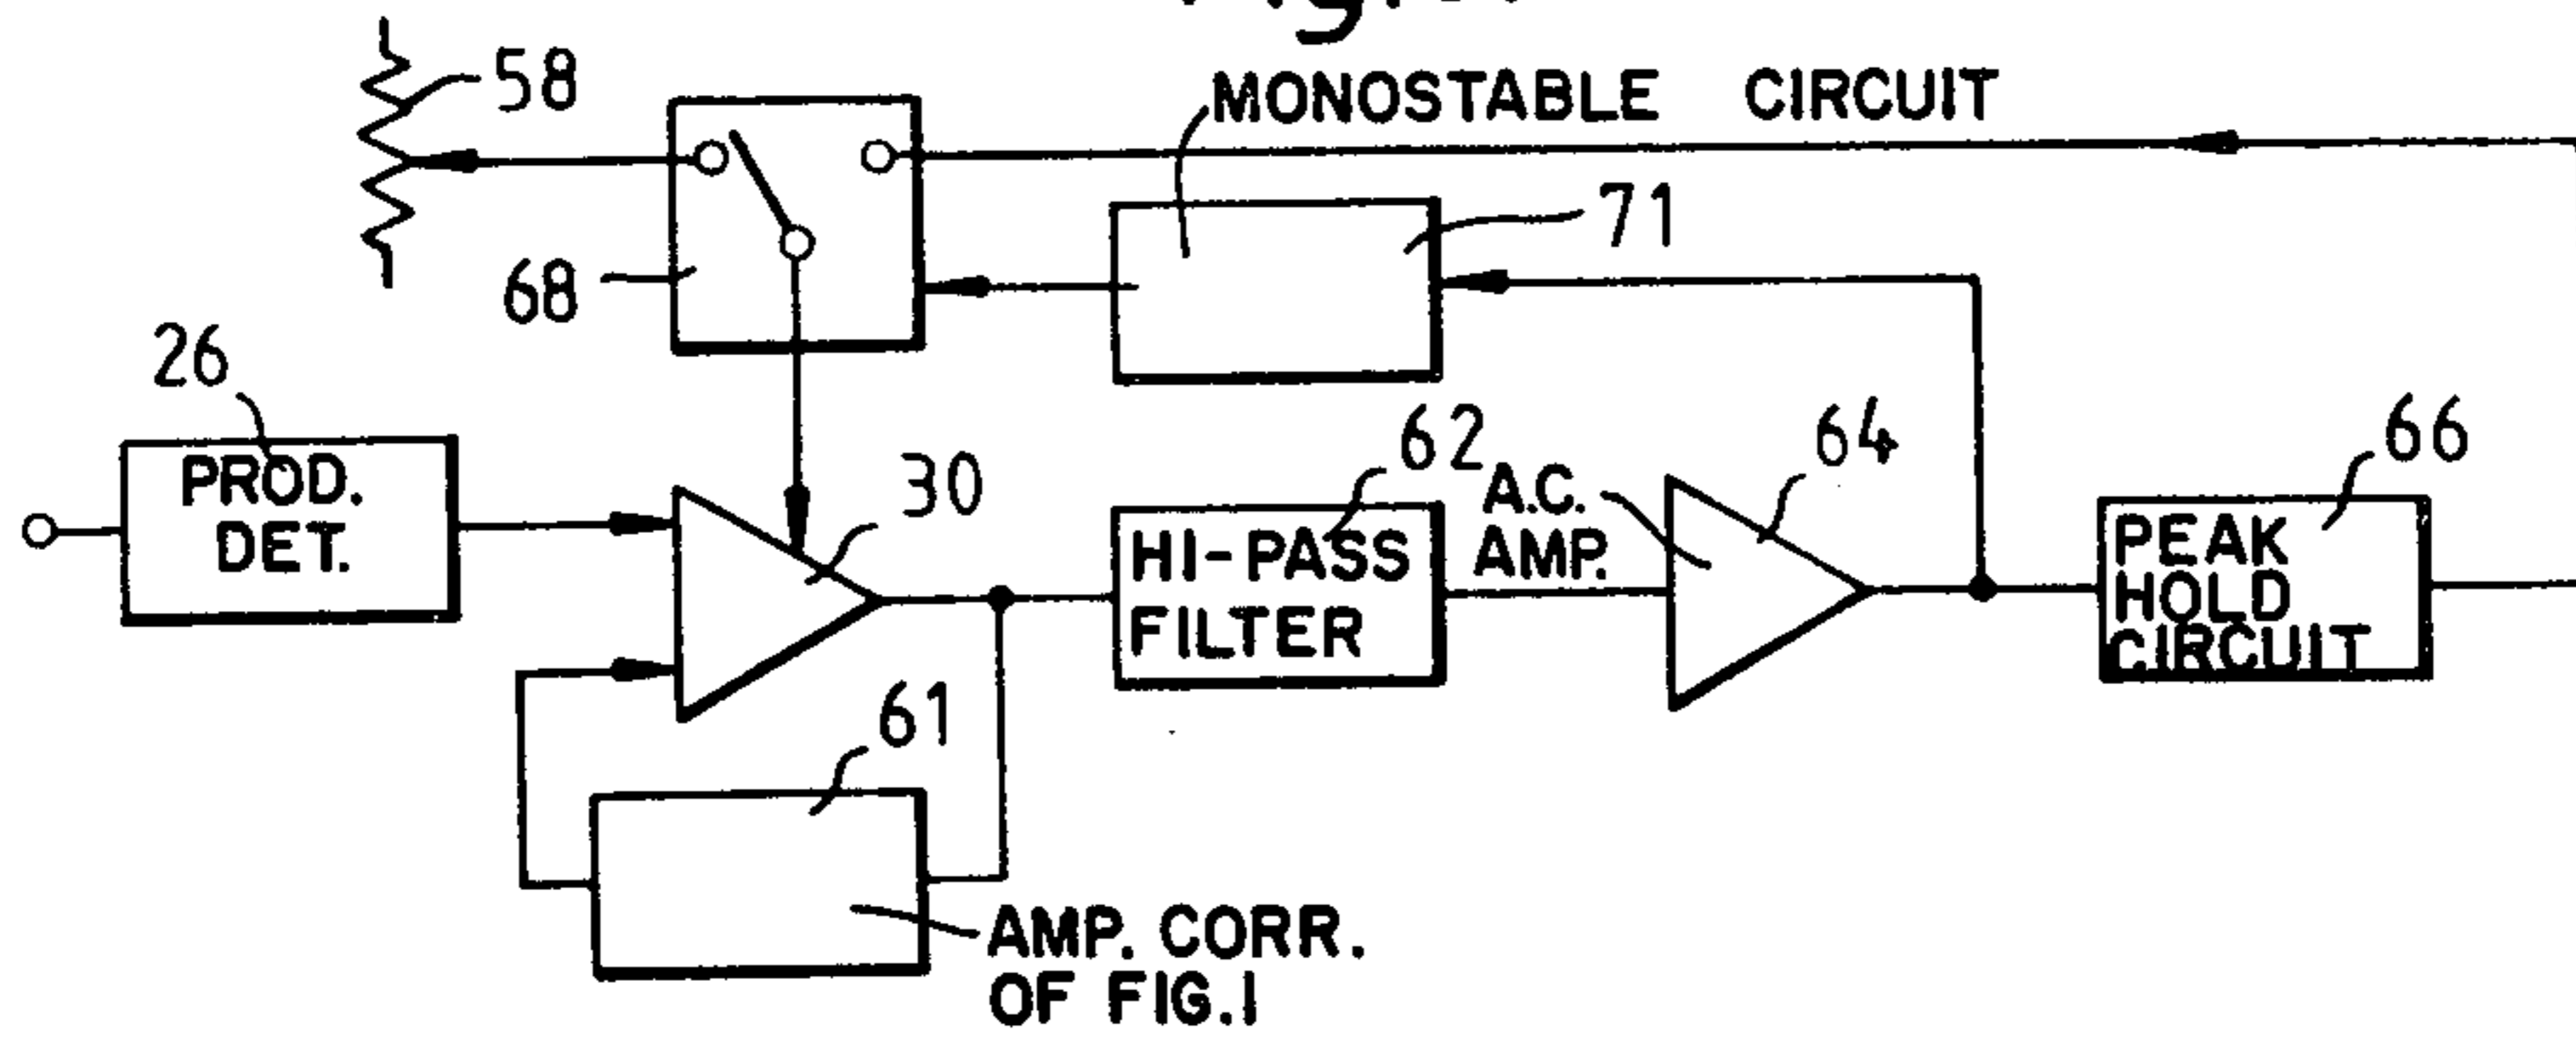 58
MONOSTABLE CIRCUIT
71
68
26
PROD.
DET.
30
62
HI-PASS
FILTER
A.C.
AMP.
64
66
PEAK
HOLD
CIRCUIT
61
AMP. CORR.
OF FIG.1